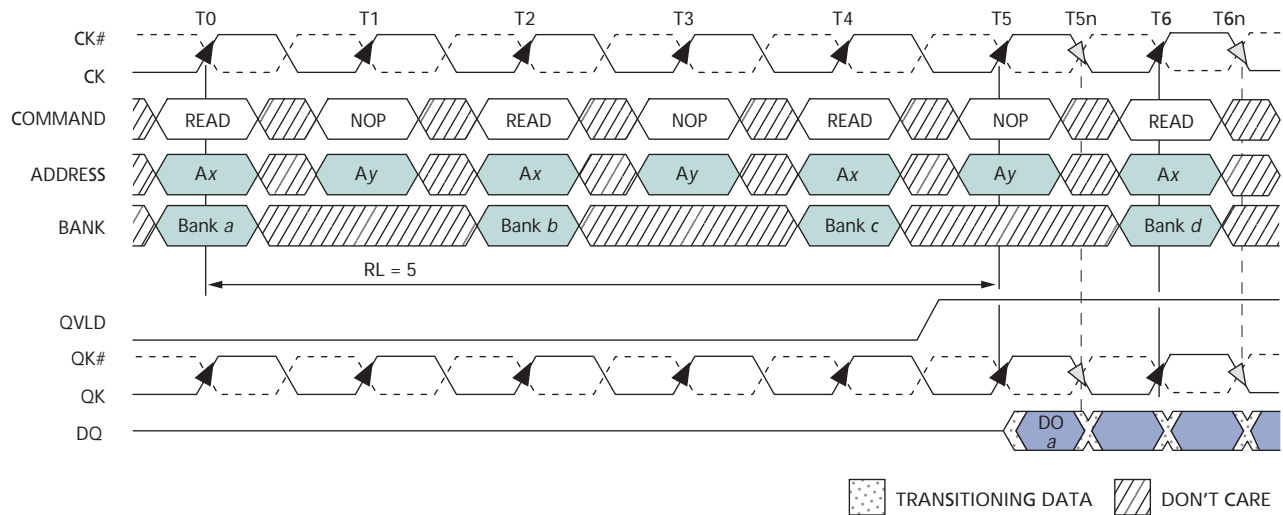 T0 T1 T2 T3 T4 T5 T5n T6 T6n
CK#
CK
COMMAND READ NOP READ NOP READ NOP READ
ADDRESS Ax Ay Ax Ay Ax Ay Ax
BANK Bank a Bank b Bank c Bank d
RL = 5
QVLD
QK#
QK
DQ DO
a
TRANSITIONING DATA DON'T CARE